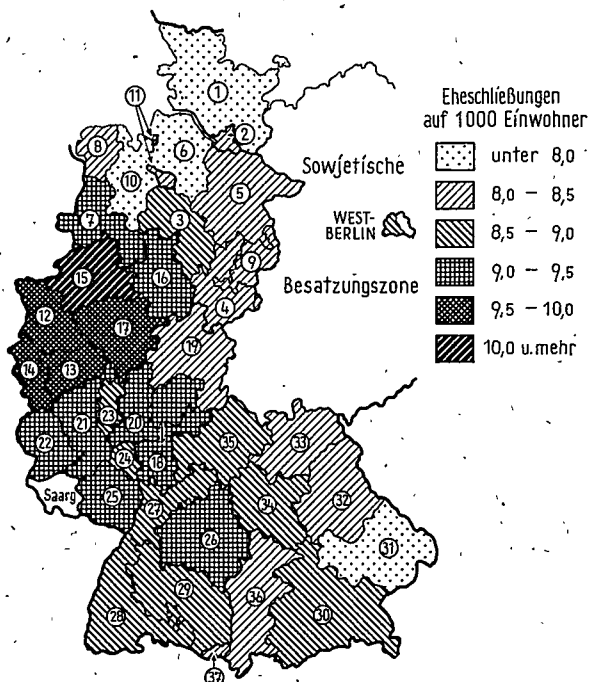 Eheschließungen
auf 1000 Einwohner
unter 8,0
8,0 – 8,5
8,5 – 9,0
9,0 – 9,5
9,5 – 10,0
10,0 u. mehr
Sowjetische
WEST-
BERLIN
Besatzungszone
1
11
2
8
6
10
5
7
3
9
15
16
4
12
17
19
14
13
23
21
20
22
24
18
35
33
Saarg
25
27
34
32
26
31
29
28
36
30
37